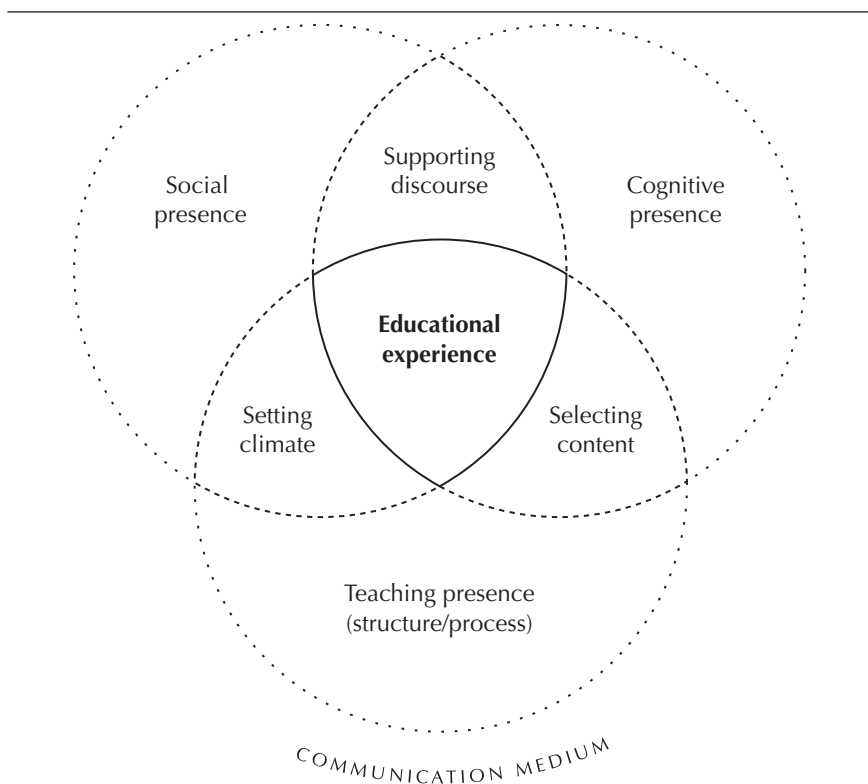 Supporting
discourse
Social
presence
Cognitive
presence
Educational
experience
Setting
climate
Selecting
content
Teaching presence
(structure/process)
COMMUNICATION MEDIUM